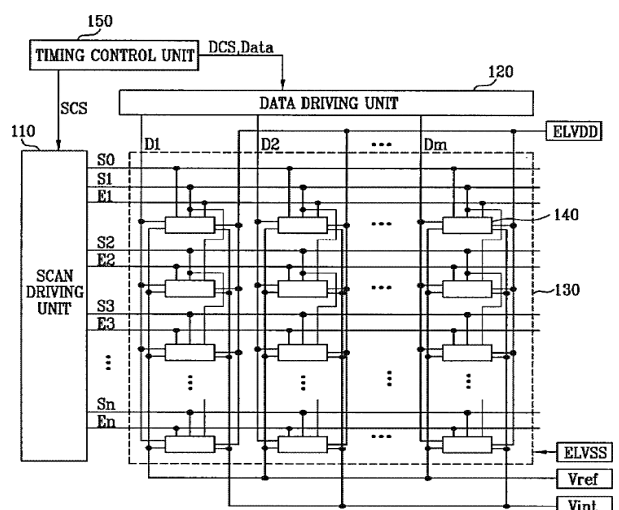 150
TIMING CONTROL UNIT
DCS,Data
SCS
120
DATA DRIVING UNIT
110
D1
D2
Dm
ELVDD
S0
S1
E1
140
S2
E2
SCAN
DRIVING
UNIT
130
S3
E3
Sn
En
ELVSS
Vref
Vint